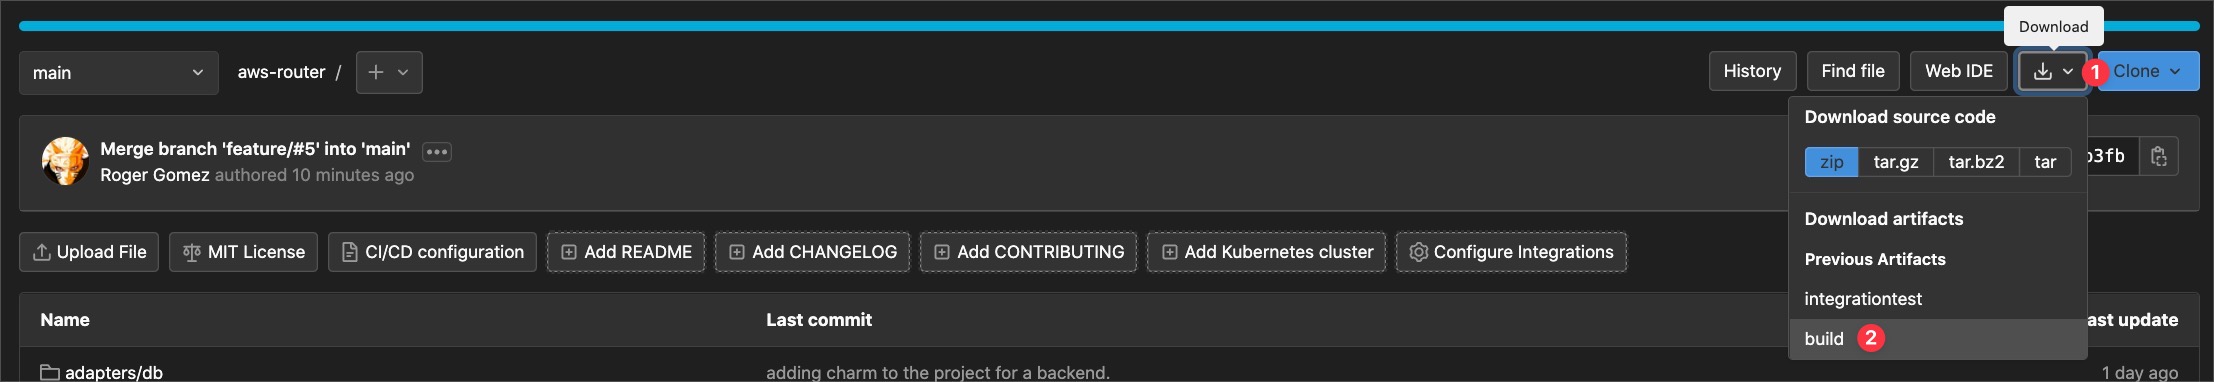 Download
main
aws-router /
History
Find file
Web IDE
1
Clone
Download source code
zip
tar.gz
tar.bz2
tar
Merge branch 'feature/#5' into 'main'
Roger Gomez authored 10 minutes ago
3fb
Download artifacts
Previous Artifacts
integrationtest
build 2
Upload File
MIT License
CI/CD configuration
Add README
Add CHANGELOG
Add CONTRIBUTING
Add Kubernetes cluster
Configure Integrations
Name
Last commit
ast update
adapters/db
adding charm to the project for a backend.
1 day ago